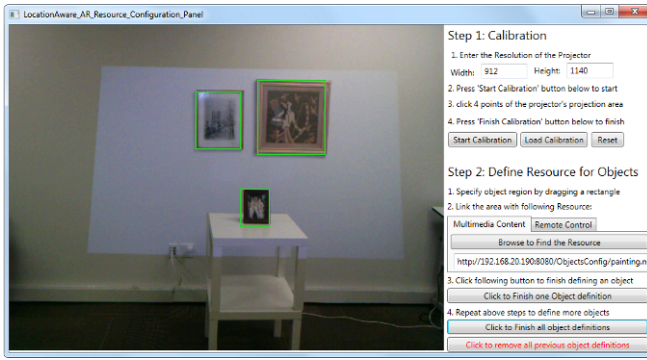 LocationAware_AR_Resource_Configuration_Panel
Step 1: Calibration
1. Enter the Resolution of the Projector
Width: 912 Height: 1140
2. Press 'Start Calibration' button below to start
3. click 4 points of the projector's projection area
4. Press 'Finish Calibration' button below to finish
Start Calibration Load Calibration Reset
Step 2: Define Resource for Objects
1. Specify object region by dragging a rectangle
2. Link the area with following Resource:
Multimedia Content Remote Control
Browse to Find the Resource
http://192.168.20.190:8080/ObjectsConfig/painting.
3. Click following button to finish defining an object
Click to Finish one Object definition
4. Repeat above steps to define more objects
Click to Finish all object definitions
Click to remove all previous object definitions